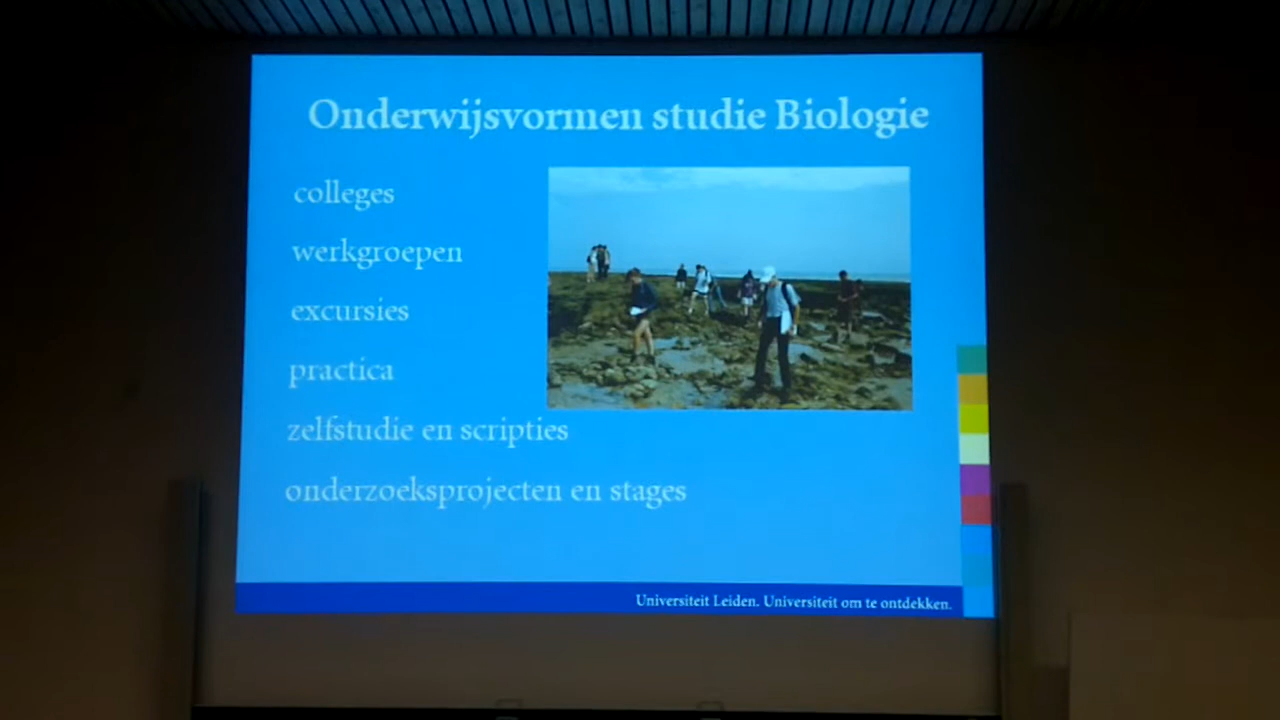 Onderwijsvormen studie Biologie
colleges
werkgroepen
excursies
practica
zelfstudie en scripties
onderzoeksprojecten en stages
Universiteit Leiden. Universiteit om te ontdekken.